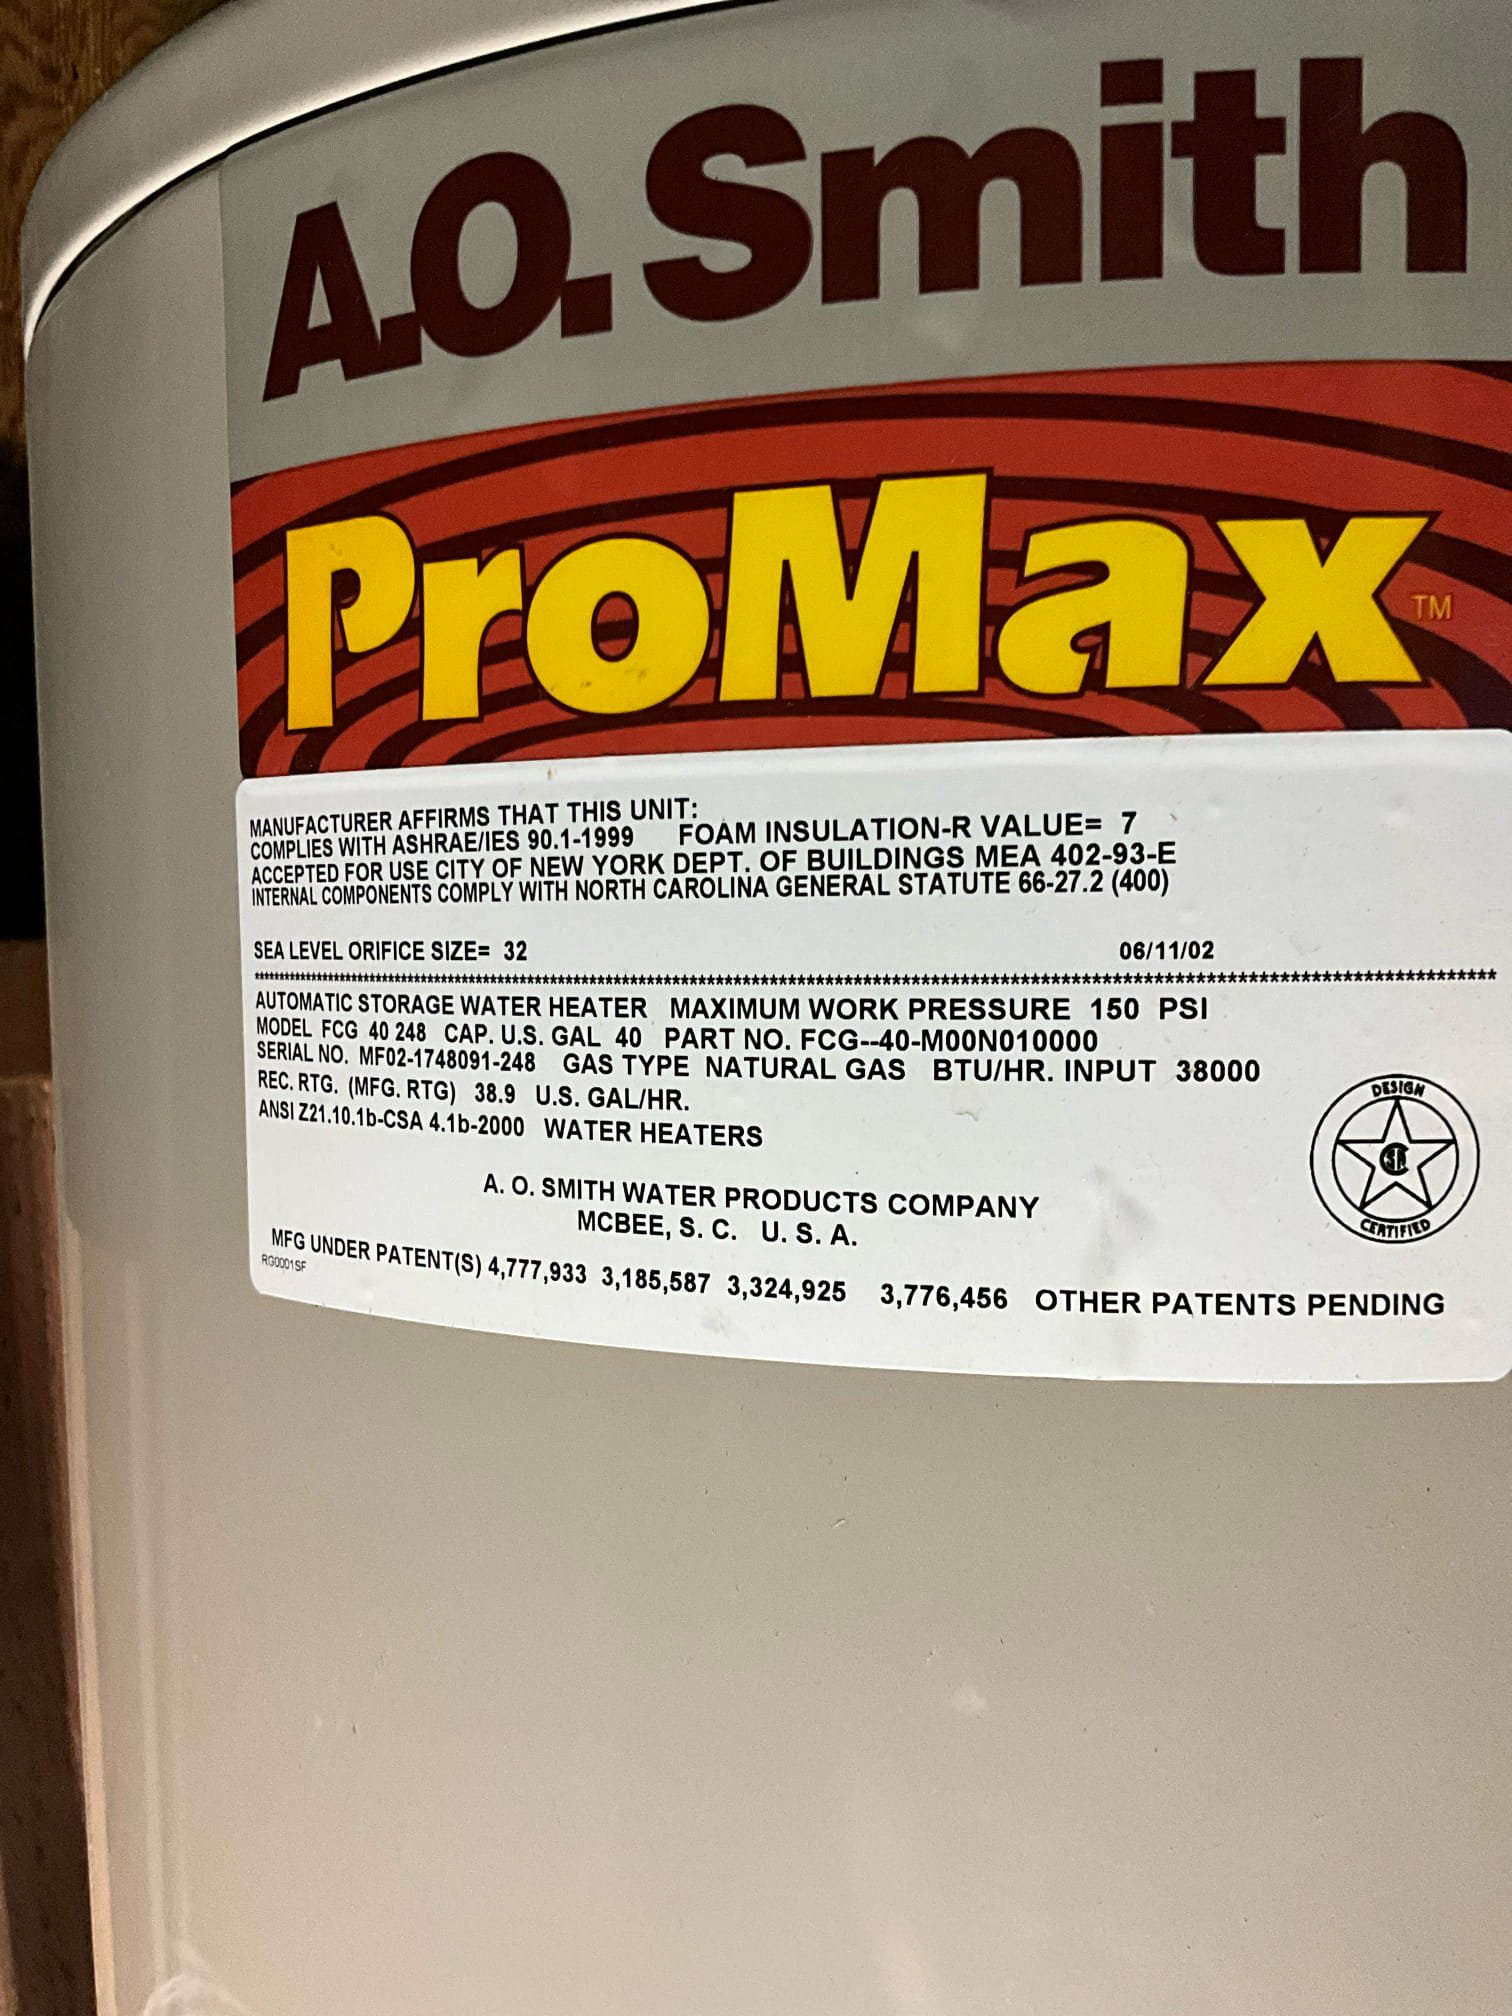 A.O. Smith
ProMax™
MANUFACTURER AFFIRMS THAT THIS UNIT:
COMPLIES WITH ASHRAE/IES 90.1-1999 FOAM INSULATION-R VALUE= 7
ACCEPTED FOR USE CITY OF NEW YORK DEPT. OF BUILDINGS MEA 402-93-E
INTERNAL COMPONENTS COMPLY WITH NORTH CAROLINA GENERAL STATUTE 66-27.2 (400)
SEA LEVEL ORIFICE SIZE= 32 06/11/02
AUTOMATIC STORAGE WATER HEATER MAXIMUM WORK PRESSURE 150 PSI
MODEL FCG 40 248 CAP. U.S. GAL 40 PART NO. FCG--40-M00N010000
SERIAL NO. MF02-1748091-248 GAS TYPE NATURAL GAS BTU/HR. INPUT 38000
REC. RTG. (MFG. RTG) 38.9 U.S. GAL/HR.
ANSI Z21.10.1b-CSA 4.1b-2000 WATER HEATERS
DESIGN
CSA
CERTIFIED
A. O. SMITH WATER PRODUCTS COMPANY
MCBEE, S. C. U. S. A.
MFG UNDER PATENT(S) 4,777,933 3,185,587 3,324,925 3,776,456 OTHER PATENTS PENDING
RG0001SF